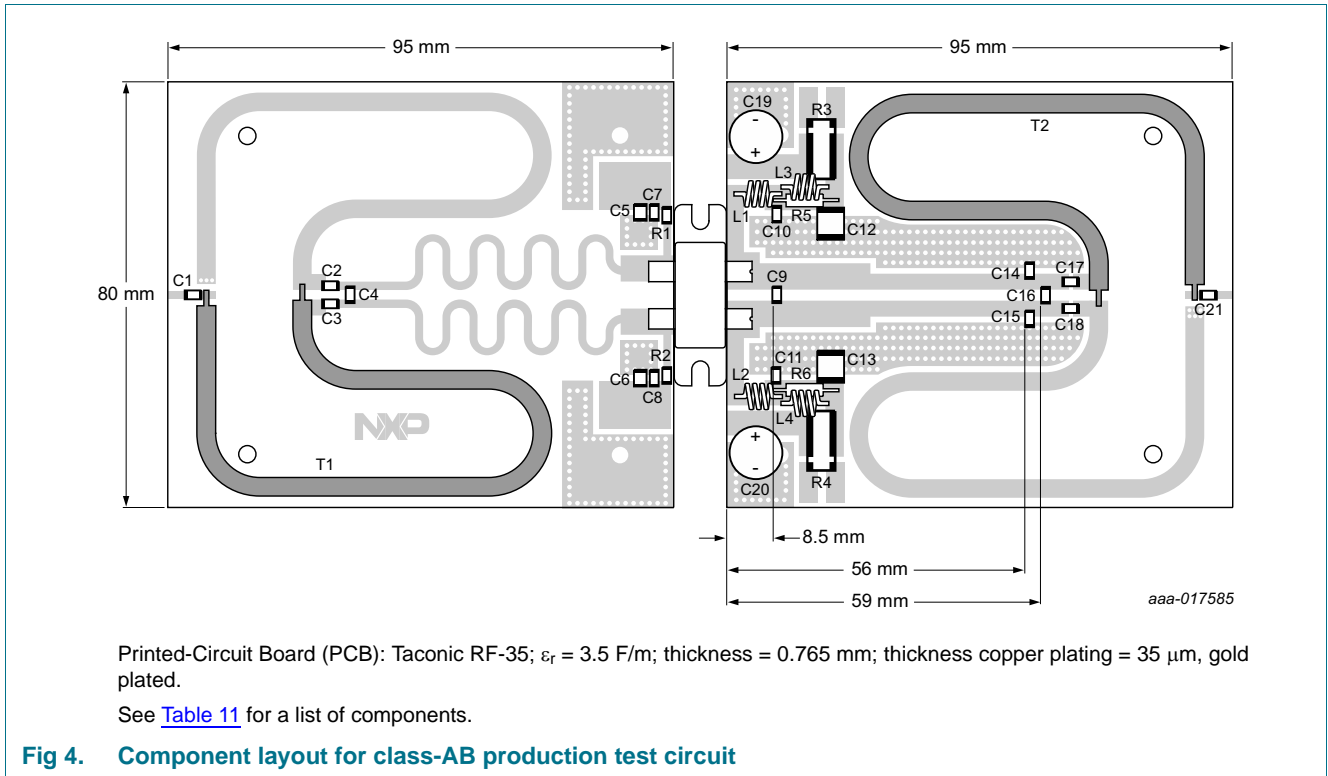 95 mm
95 mm
80 mm
C19
-
+
R3
T2
L3
C7
C5
R1
L1
C10
R5
C12
C2
C1
C4
C3
C9
C14
C17
C16
C15
C18
C21
R2
C6
C8
C11
L2
R6
C13
L4
NXP
T1
+
-
C20
R4
8.5 mm
56 mm
59 mm
aaa-017585
Printed-Circuit Board (PCB): Taconic RF-35; εr = 3.5 F/m; thickness = 0.765 mm; thickness copper plating = 35 μm, gold
plated.
See Table 11 for a list of components.
Fig 4. Component layout for class-AB production test circuit